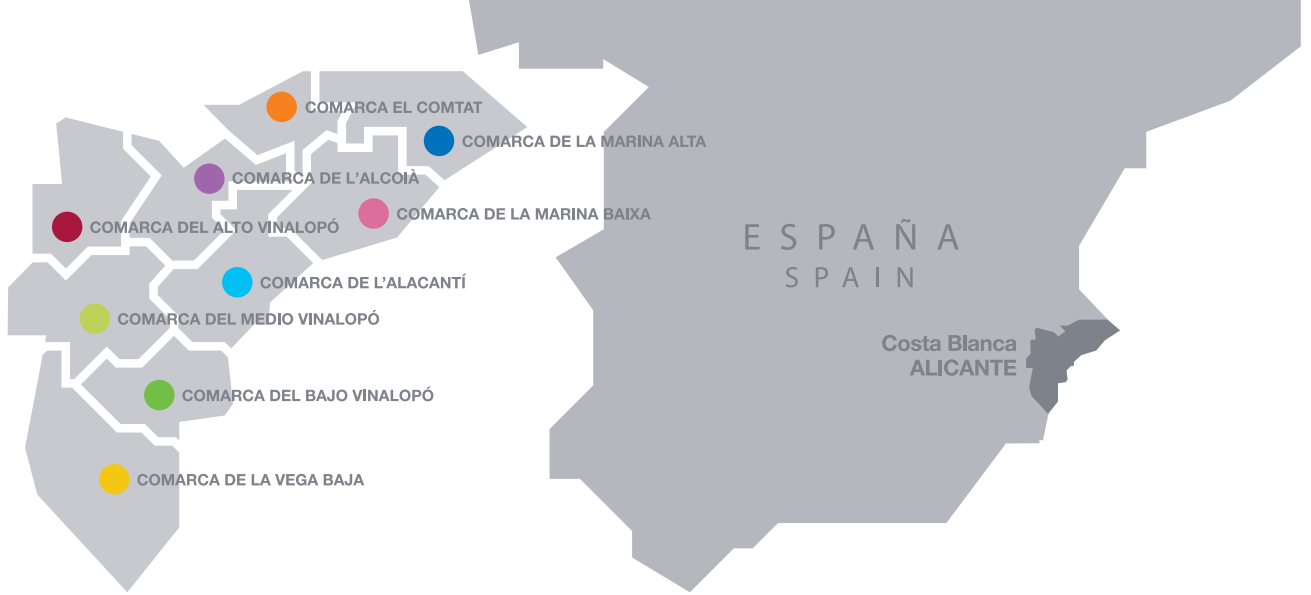 COMARCA EL COMTAT
COMARCA DE LA MARINA ALTA
COMARCA DE L’ALCOIÀ
COMARCA DE LA MARINA BAIXA
COMARCA DEL ALTO VINALOPÓ
COMARCA DE L’ALACANTÍ
COMARCA DEL MEDIO VINALOPÓ
COMARCA DEL BAJO VINALOPÓ
COMARCA DE LA VEGA BAJA
ESPAÑA
SPAIN
Costa Blanca
ALICANTE